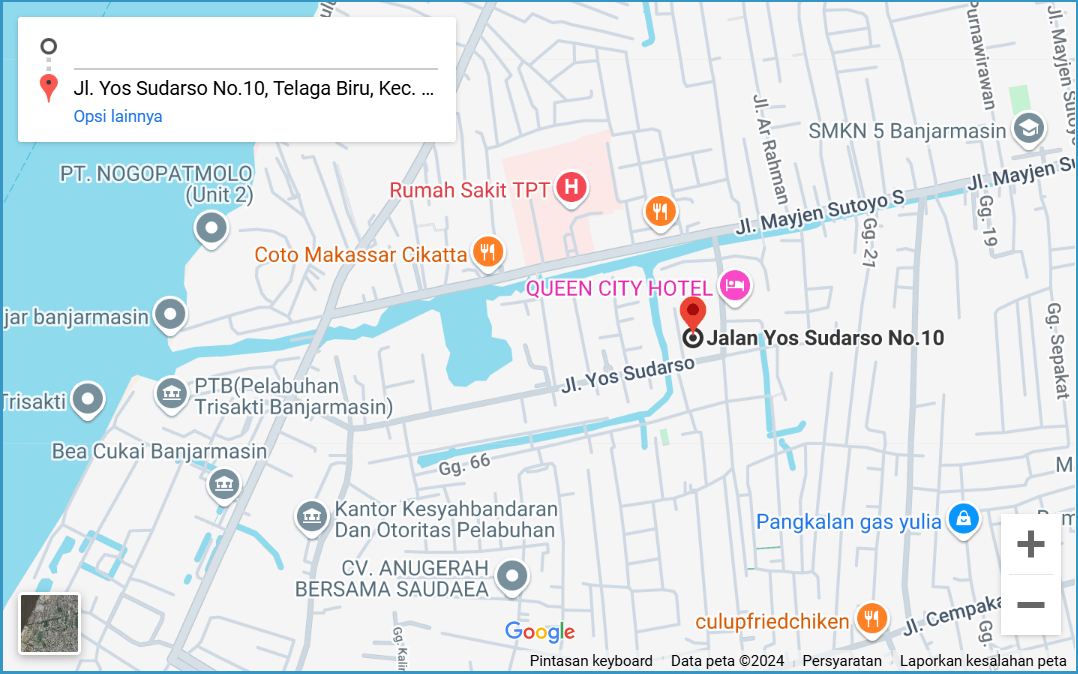 Jl. Yos Sudarso No.10, Telaga Biru, Kec. ...
Opsi lainnya
Purnawirawan
Jl. Mayjen Sutoyo
Jl. Ar Rahman
SMKN 5 Banjarmasin
PT. NOGOPATMOLO
(Unit 2)
Rumah Sakit TPT
Jl. Mayjen Su
Jl. Mayjen Sutoyo S
Gg. 19
Gg. 21
Coto Makassar Cikatta
QUEEN CITY HOTEL
jar banjarmasin
Jalan Yos Sudarso No.10
Gg. Sepakat
Jl. Yos Sudarso
PTB(Pelabuhan
Trisakti Banjarmasin)
Trisakti
Bea Cukai Banjarmasin
Gg. 66
M
Kantor Kesyahbandaran
Dan Otoritas Pelabuhan
Pangkalan gas yulia
CV. ANUGERAH
BERSAMA SAUDAEA
culupfriedchiken
Jl. Cempaka
Gg.
Gg. Kalin
Google
Pintasan keyboard
Data peta ©2024
Persyaratan
Laporkan kesalahan peta